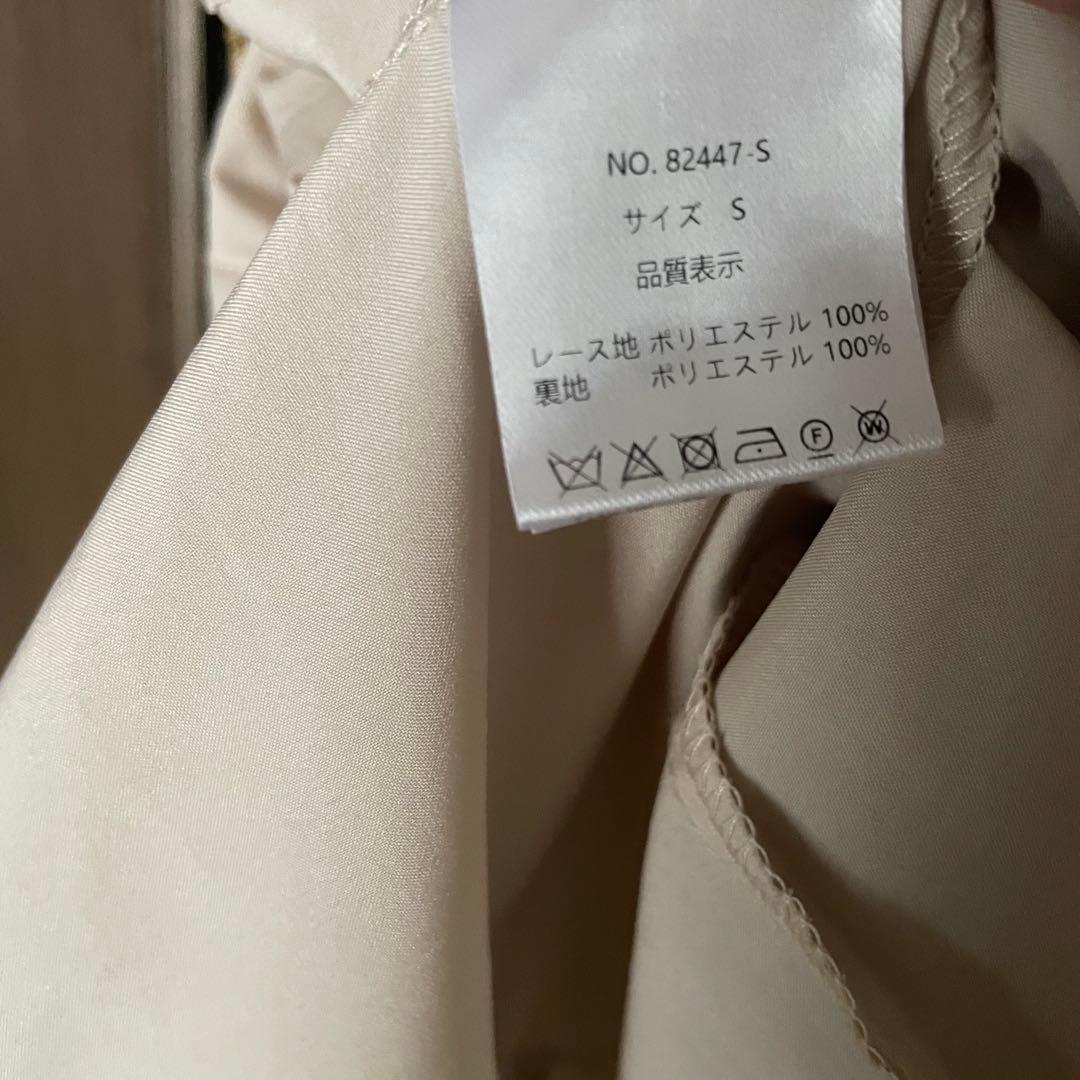 NO. 82447-S
サイズ S
品質表示
レース地 ポリエステル 100%
裏地 ポリエステル 100%
F W